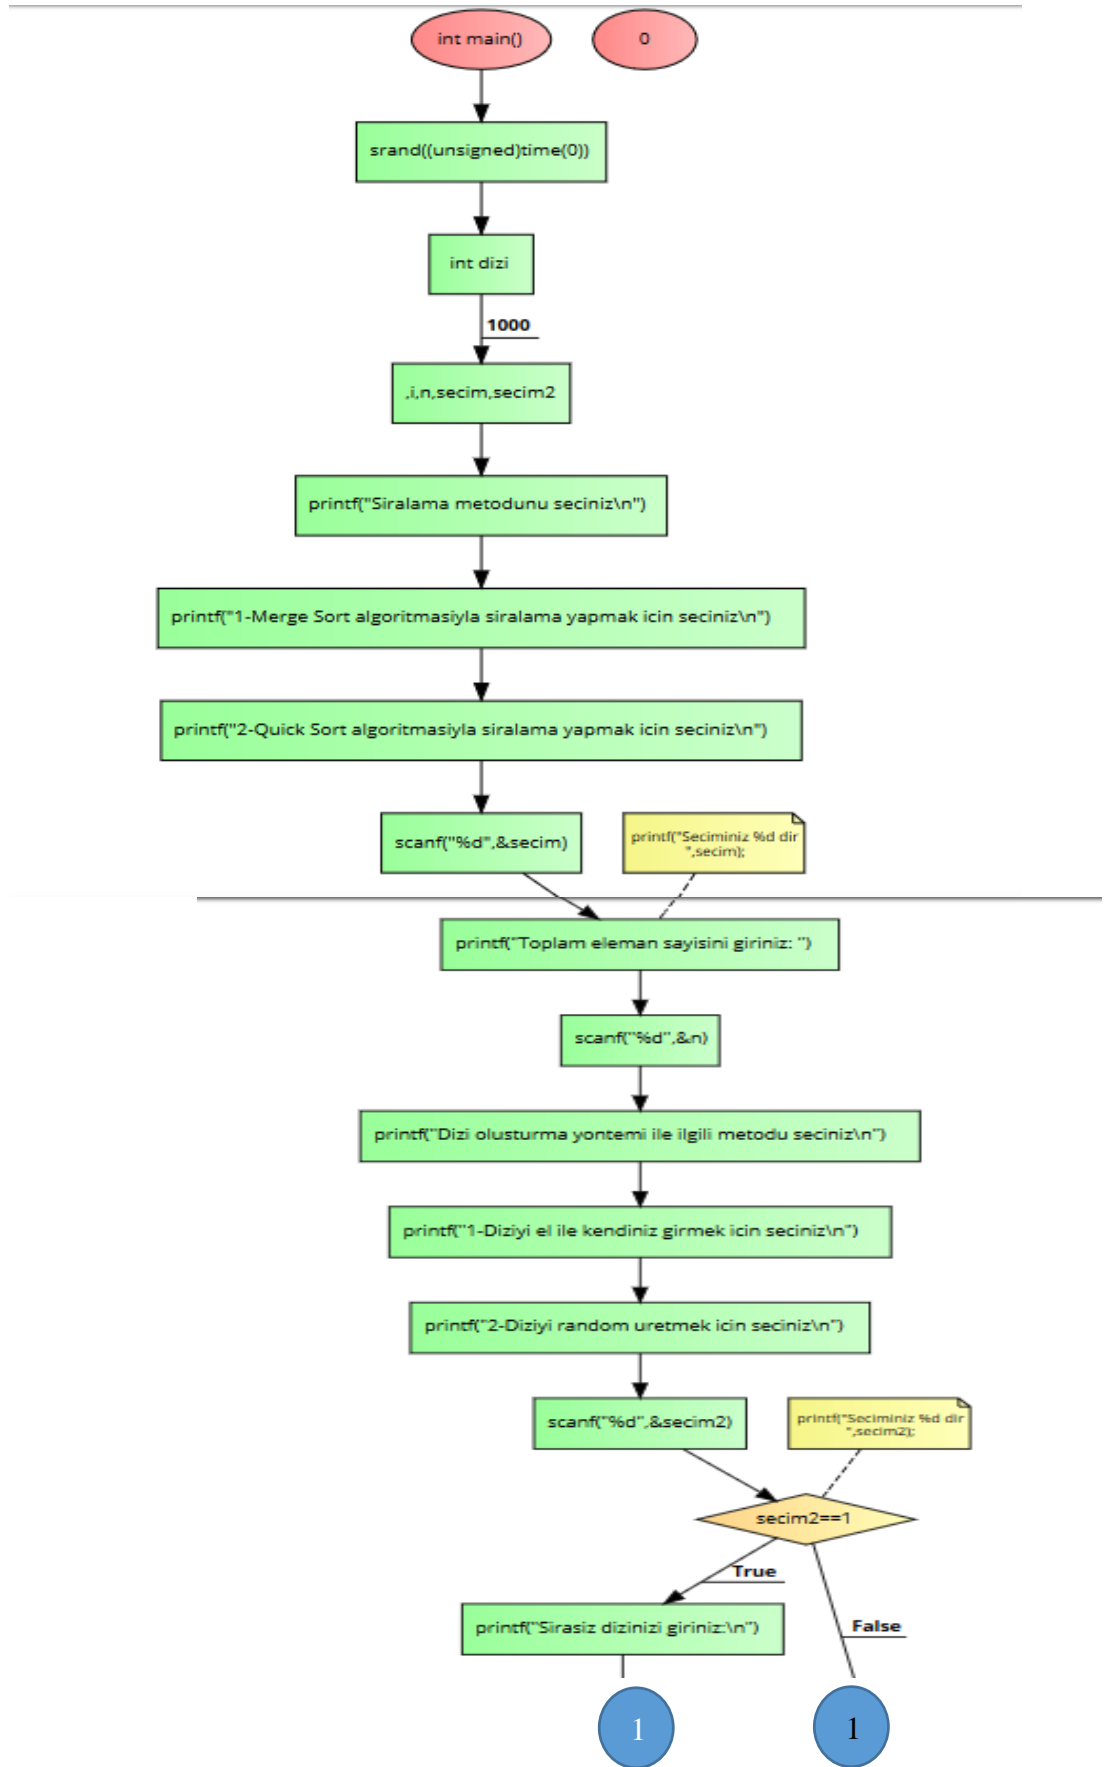 int main()
0
srand((unsigned)time(0))
int dizi
1000
,i,n,secim,secim2
printf("Siralama metodunu seciniz\n")
printf("1-Merge Sort algoritmasiyla siralama yapmak icin seciniz\n")
printf("2-Quick Sort algoritmasiyla siralama yapmak icin seciniz\n")
scanf("%d",&secim)
printf("Seciminiz %d dir
",secim);
printf("Toplam eleman sayisini giriniz: ")
scanf("%d",&n)
printf("Dizi olusturma yontemi ile ilgili metodu seciniz\n")
printf("1-Diziyi el ile kendiniz girmek icin seciniz\n")
printf("2-Diziyi random uretmek icin seciniz\n")
scanf("%d",&secim2)
printf("Seciminiz %d dir
",secim2);
secim2==1
True
False
printf("Sirasiz dizinizi giriniz:\n")
1
1